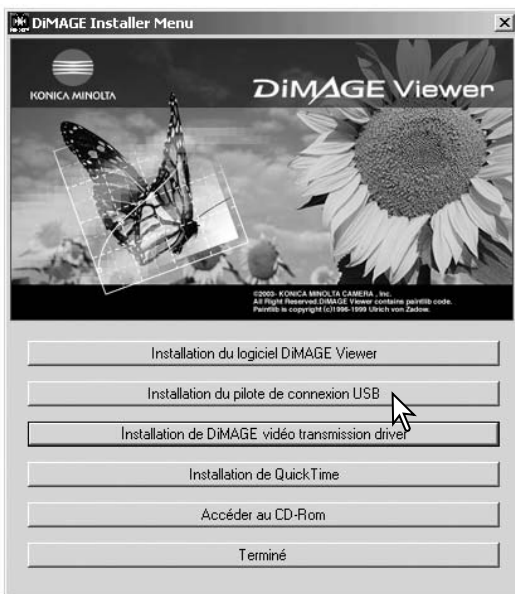 DiMAGE Installer Menu
KONICA MINOLTA
DiMAGE Viewer
©2003- KONICA MINOLTA CAMERA , Inc.
All Right Reserved.DiMAGE Viewer contains paintlib code.
Paintlib is copyright (c)1996-1999 Ulrich von Zadow.
Installation du logiciel DiMAGE Viewer
Installation du pilote de connexion USB
Installation de DiMAGE vidéo transmission driver
Installation de QuickTime
Accéder au CD-Rom
Terminé